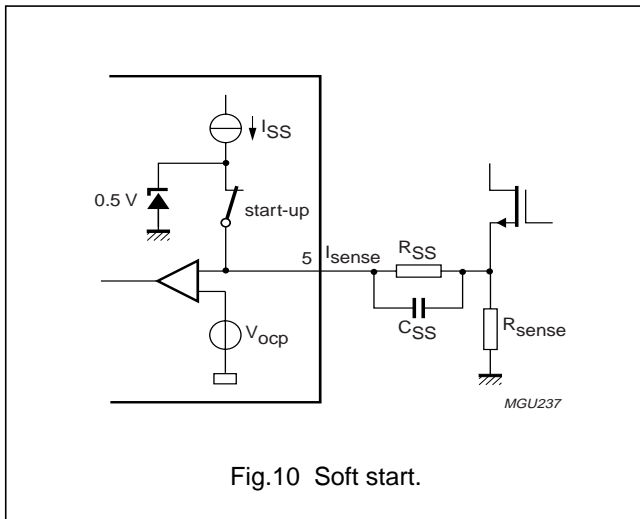 I_SS
0.5 V
start-up
5 I_sense
R_SS
C_SS
V_ocp
R_sense
MGU237
Fig.10 Soft start.